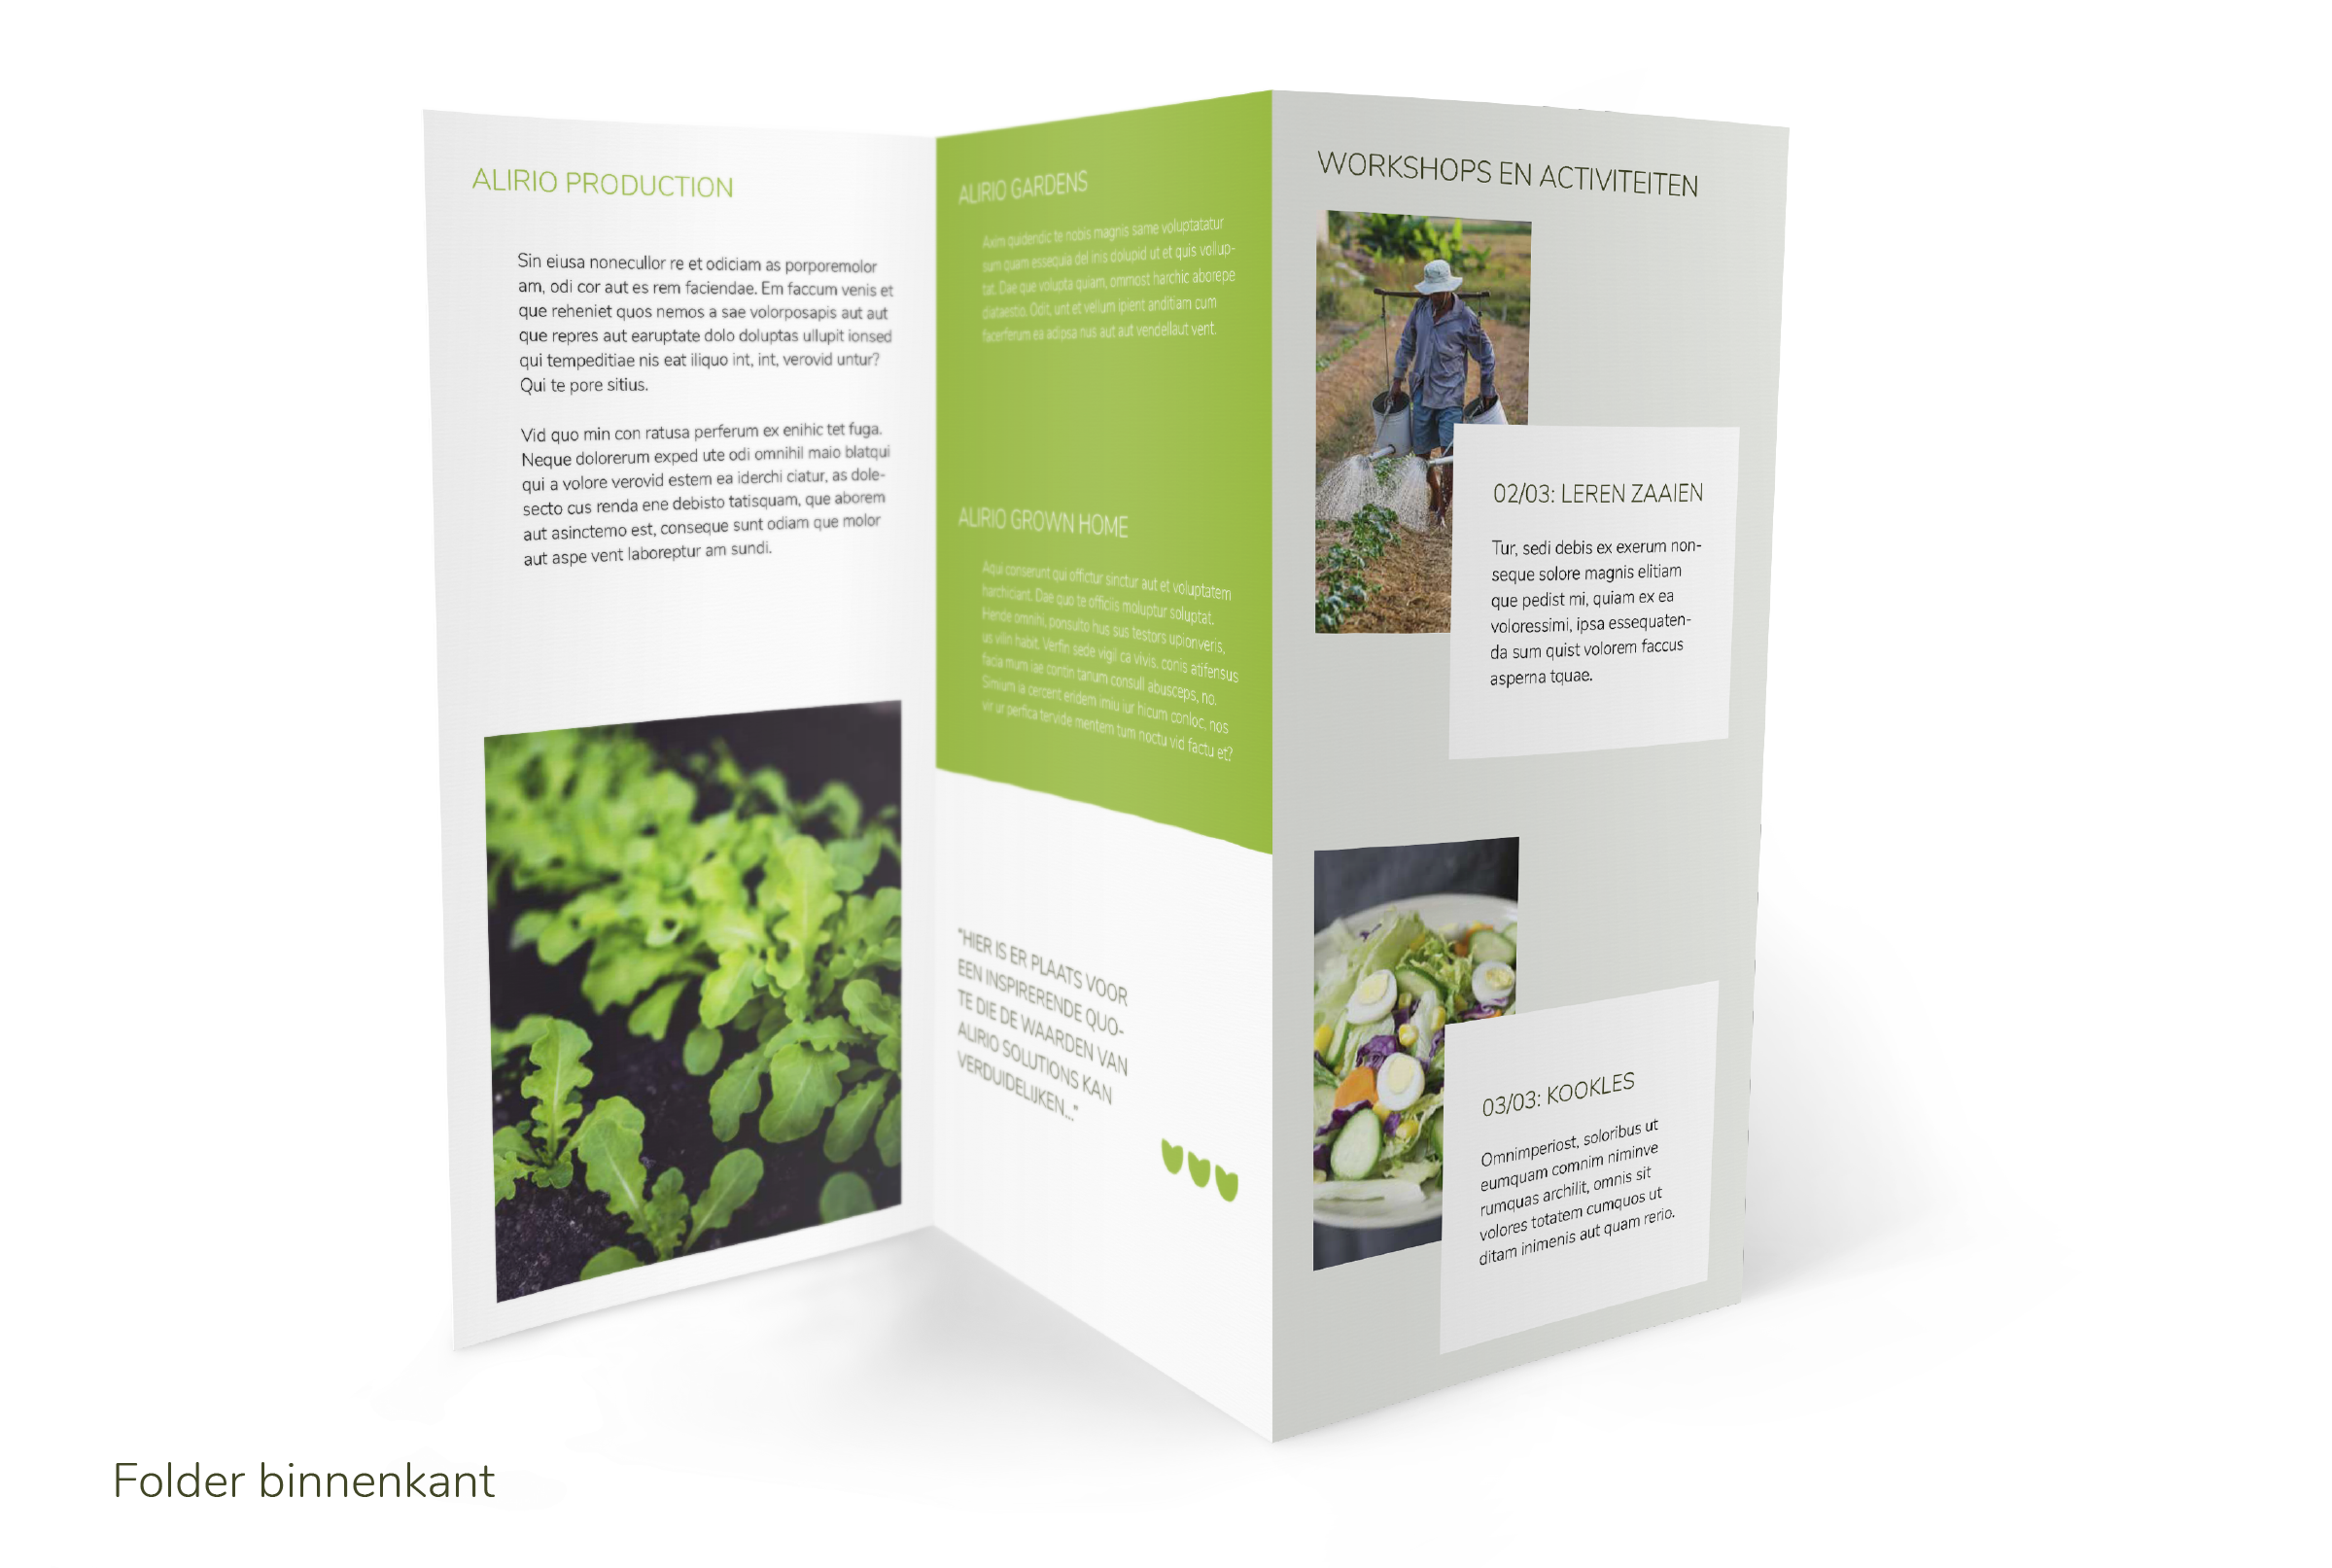 ALIRIO PRODUCTION
Sin eiusa nonecullor re et odiciam as porporemolor
am, odi cor aut es rem faciendae. Em faccum venis et
que reheniet quos nemos a sae volorposapis aut aut
que repres aut earuptate dolo doluptas ullupit ionsed
qui tempeditiae nis eat iliquo int, int, verovid untur?
Qui te pore sitius.
Vid quo min con ratusa perferum ex enihic tet fuga.
Neque dolorerum exped ute odi omnihil maio blatqui
qui a volore verovid estem ea iderchi ciatur, as dole-
secto cus renda ene debisto tatisquam, que aborem
aut asinctemo est, conseque sunt odiam que molor
aut aspe vent laboreptur am sundi.
ALIRIO GARDENS
Axim quidendic te nobis magnis same voluptatatur
sum quam essequia del inis dolupid ut et quis vollup-
tat. Dae que volupta quiam, ommost harchic aborepe
diataestio. Odit, unt et vellum ipient anditiam cum
facerferum ea adipsa nus aut aut vendellaut vent.
ALIRIO GROWN HOME
Aqui conserunt qui offictur sinctur aut et voluptatem
harchiciant. Dae quo te officiis moluptur soluptat.
Hende omnihi, ponsulto hus sus testors upionveris,
us vilin habit. Verfin sede vigil ca vivis, conis atifensus
facia mum iae contin tanum consull abusceps, no.
Simium ia cercent eridem imiu iur hicum conloc, nos
vir ur perfica tervide mentem tum noctu vid factu et?
"HIER IS ER PLAATS VOOR
EEN INSPIRERENDE QUO-
TE DIE DE WAARDEN VAN
ALIRIO SOLUTIONS KAN
VERDUIDELIJKEN..."
WORKSHOPS EN ACTIVITEITEN
02/03: LEREN ZAAIEN
Tur, sedi debis ex exerum non-
seque solore magnis elitiam
que pedist mi, quiam ex ea
voloressimi, ipsa essequaten-
da sum quist volorem faccus
asperna tquae.
03/03: KOOKLES
Omnimperiost, soloribus ut
eumquam comnim niminve
rumquas archilit, omnis sit
volores totatem cumquos ut
ditam inimenis aut quam rerio.
Folder binnenkant